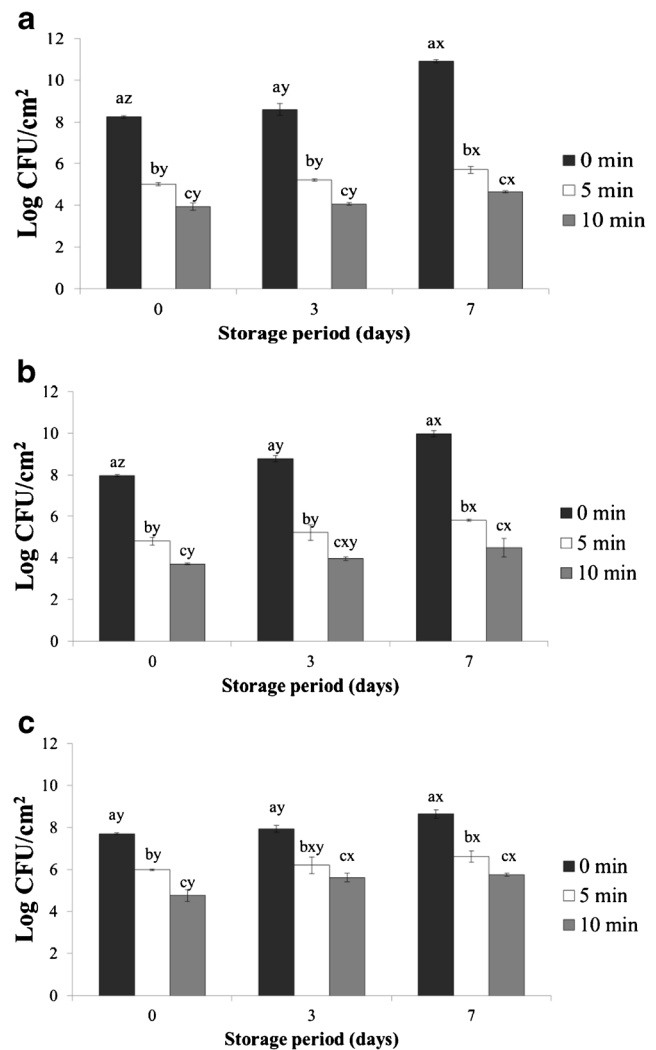 a
Log CFU/cm²
12
10
8
6
4
2
0
az
by
cy
ay
by
cy
ax
bx
cx
0 min
5 min
10 min
0
3
7
Storage period (days)
b
Log CFU/cm²
12
10
8
6
4
2
0
az
by
cy
ay
by
cxy
ax
bx
cx
0 min
5 min
10 min
0
3
7
Storage period (days)
c
Log CFU/cm²
12
10
8
6
4
2
0
ay
by
cy
ay
bxy
cx
ax
bx
cx
0 min
5 min
10 min
0
3
7
Storage period (days)